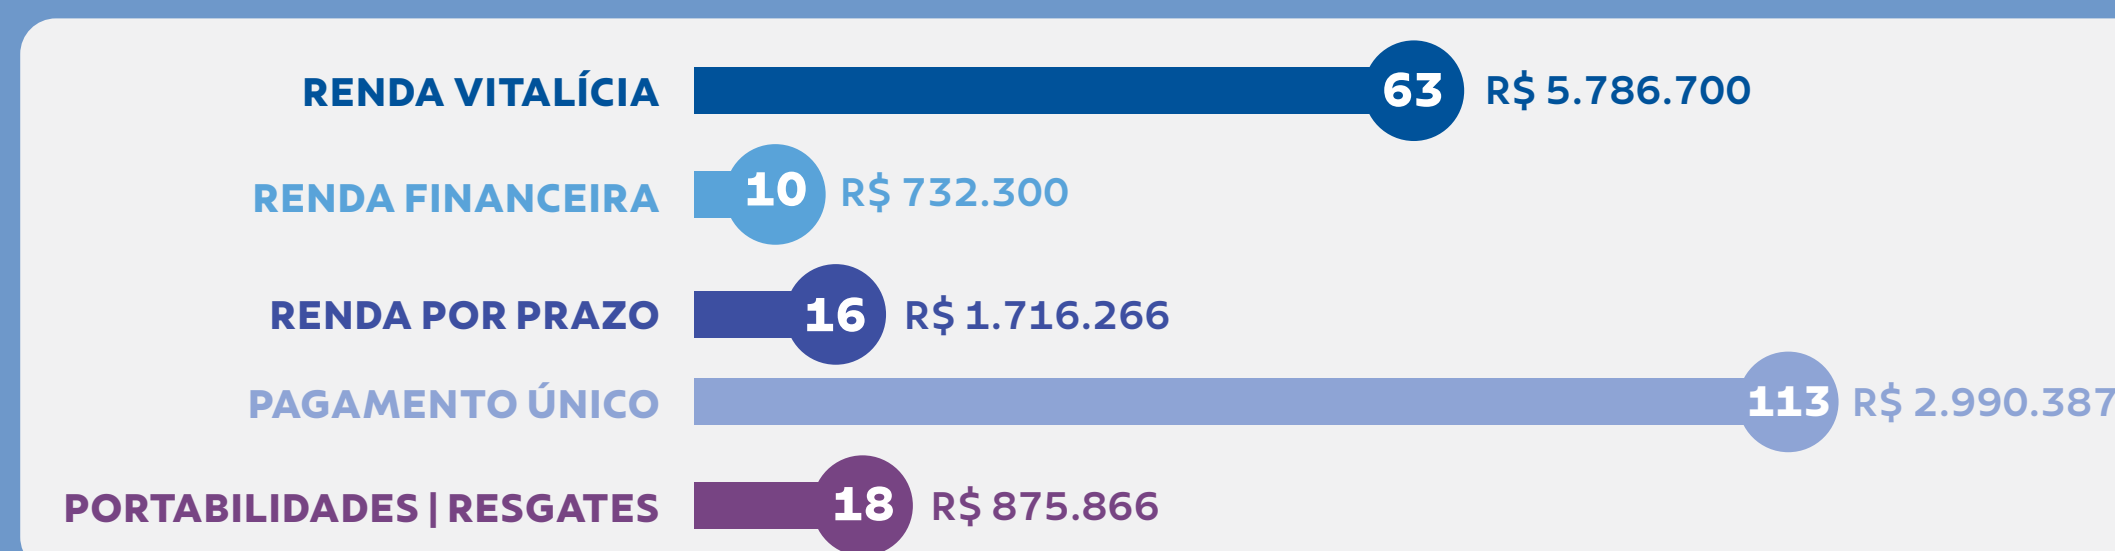 RENDA VITALÍCIA 63 R$ 5.786.700
RENDA FINANCEIRA 10 R$ 732.300
RENDA POR PRAZO 16 R$ 1.716.266
PAGAMENTO ÚNICO 113 R$ 2.990.387
PORTABILIDADES | RESGATES 18 R$ 875.866